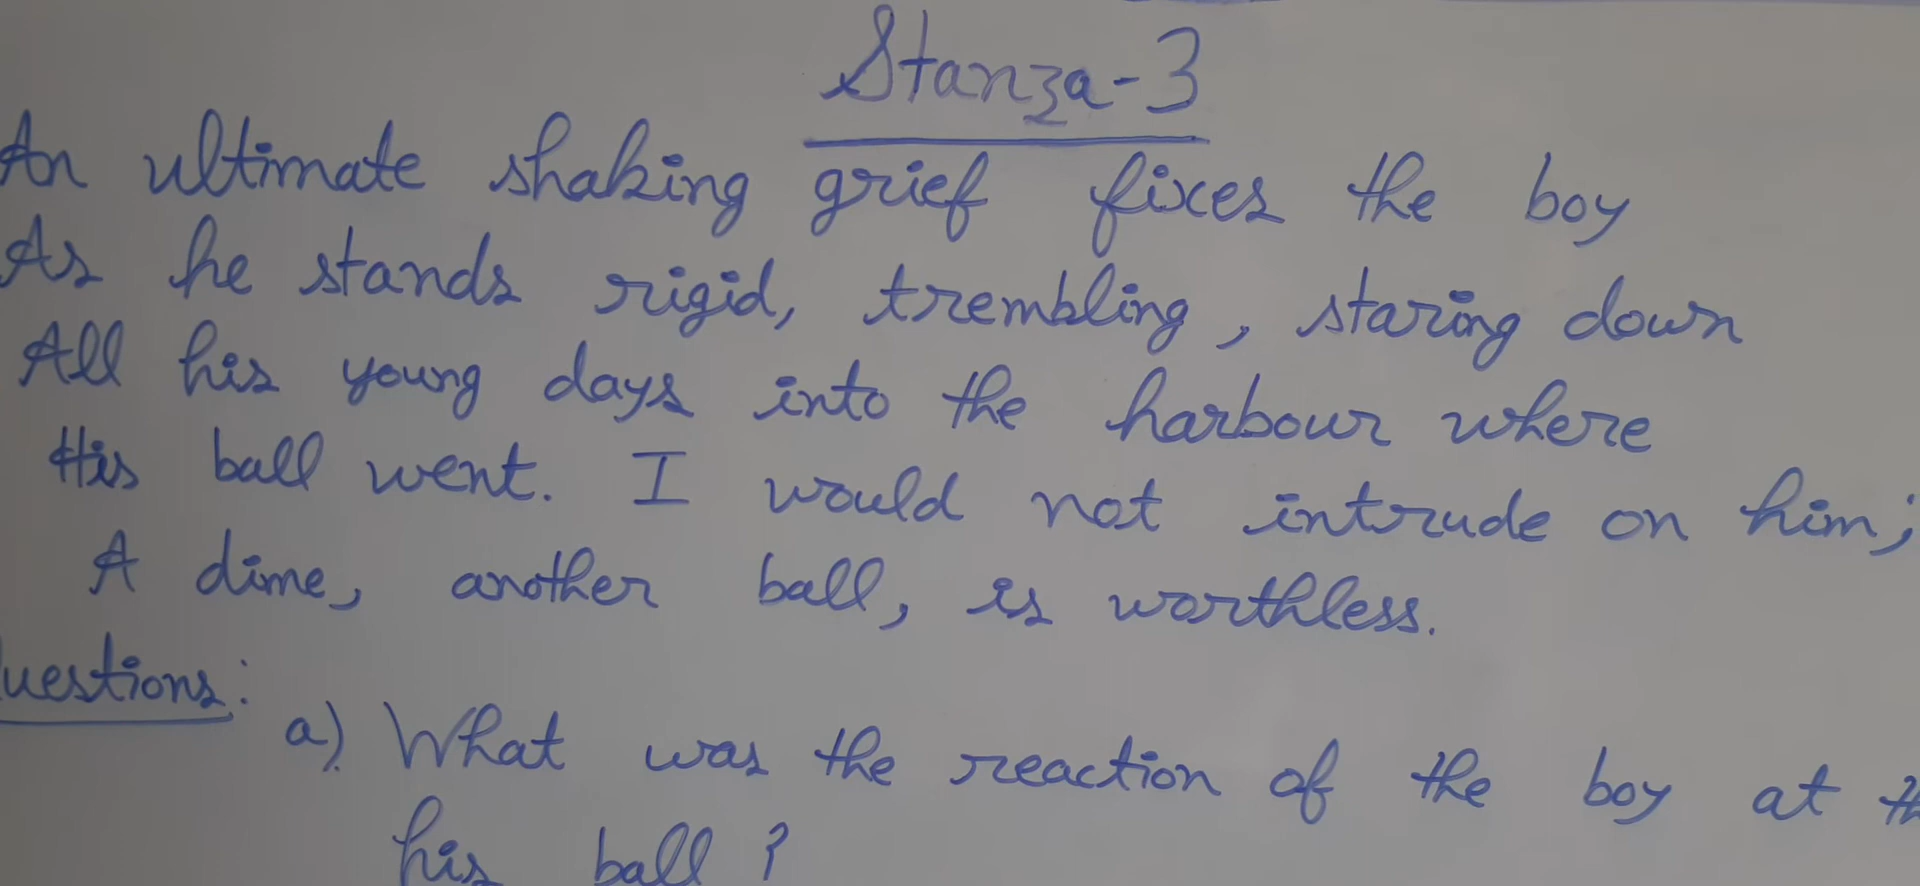 Stanza-3
An ultimate shaking grief fixes the boy
As he stands rigid, trembling, staring down
All his young days into the harbour where
His ball went. I would not intrude on him;
A dime, another ball, is worthless.
uestions:
a) What was the reaction of the boy at th
his ball?